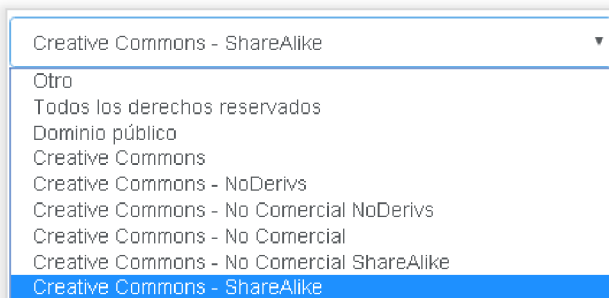 Creative Commons - ShareAlike
Otro
Todos los derechos reservados
Dominio público
Creative Commons
Creative Commons - NoDerivs
Creative Commons - No Comercial NoDerivs
Creative Commons - No Comercial
Creative Commons - No Comercial ShareAlike
Creative Commons - ShareAlike